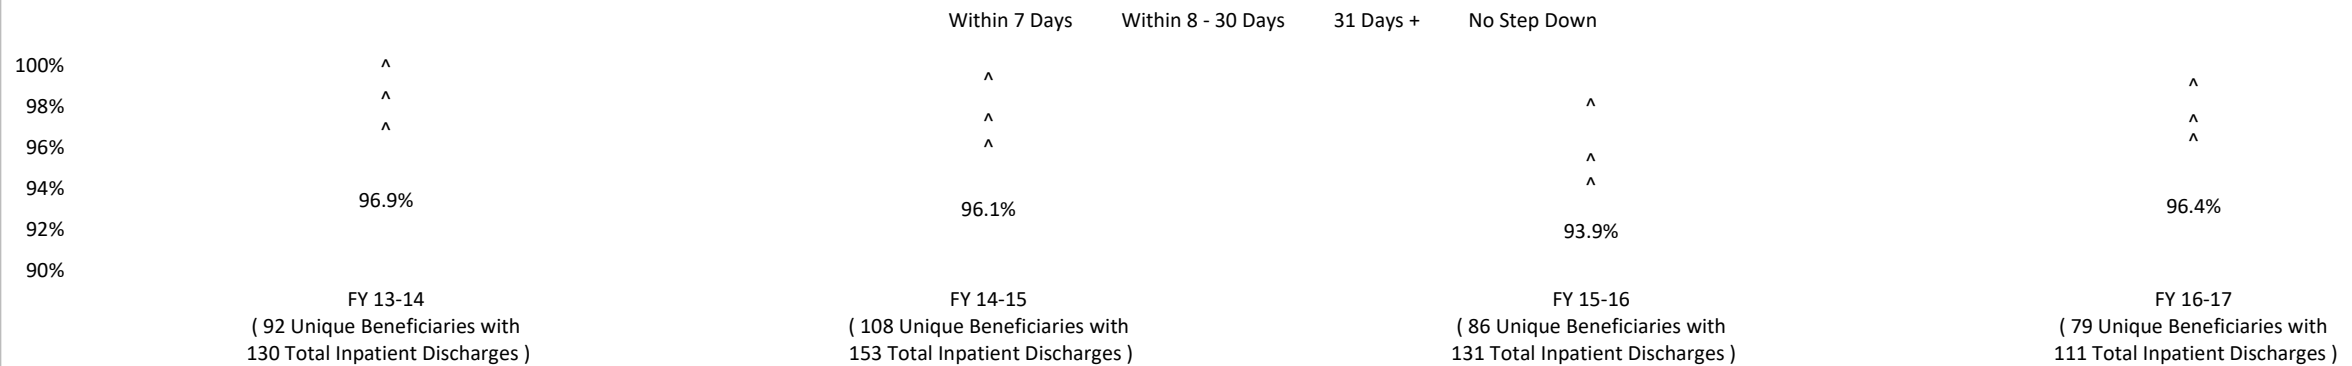 Within 7 Days Within 8 - 30 Days 31 Days + No Step Down
100%
98%
96%
94%
92%
90%
^ ^ ^ ^
^ ^ ^ ^
^ ^ ^ ^
96.9% 96.1% 93.9% 96.4%
FY 13-14 FY 14-15 FY 15-16 FY 16-17
( 92 Unique Beneficiaries with ( 108 Unique Beneficiaries with ( 86 Unique Beneficiaries with ( 79 Unique Beneficiaries with
130 Total Inpatient Discharges ) 153 Total Inpatient Discharges ) 131 Total Inpatient Discharges ) 111 Total Inpatient Discharges )